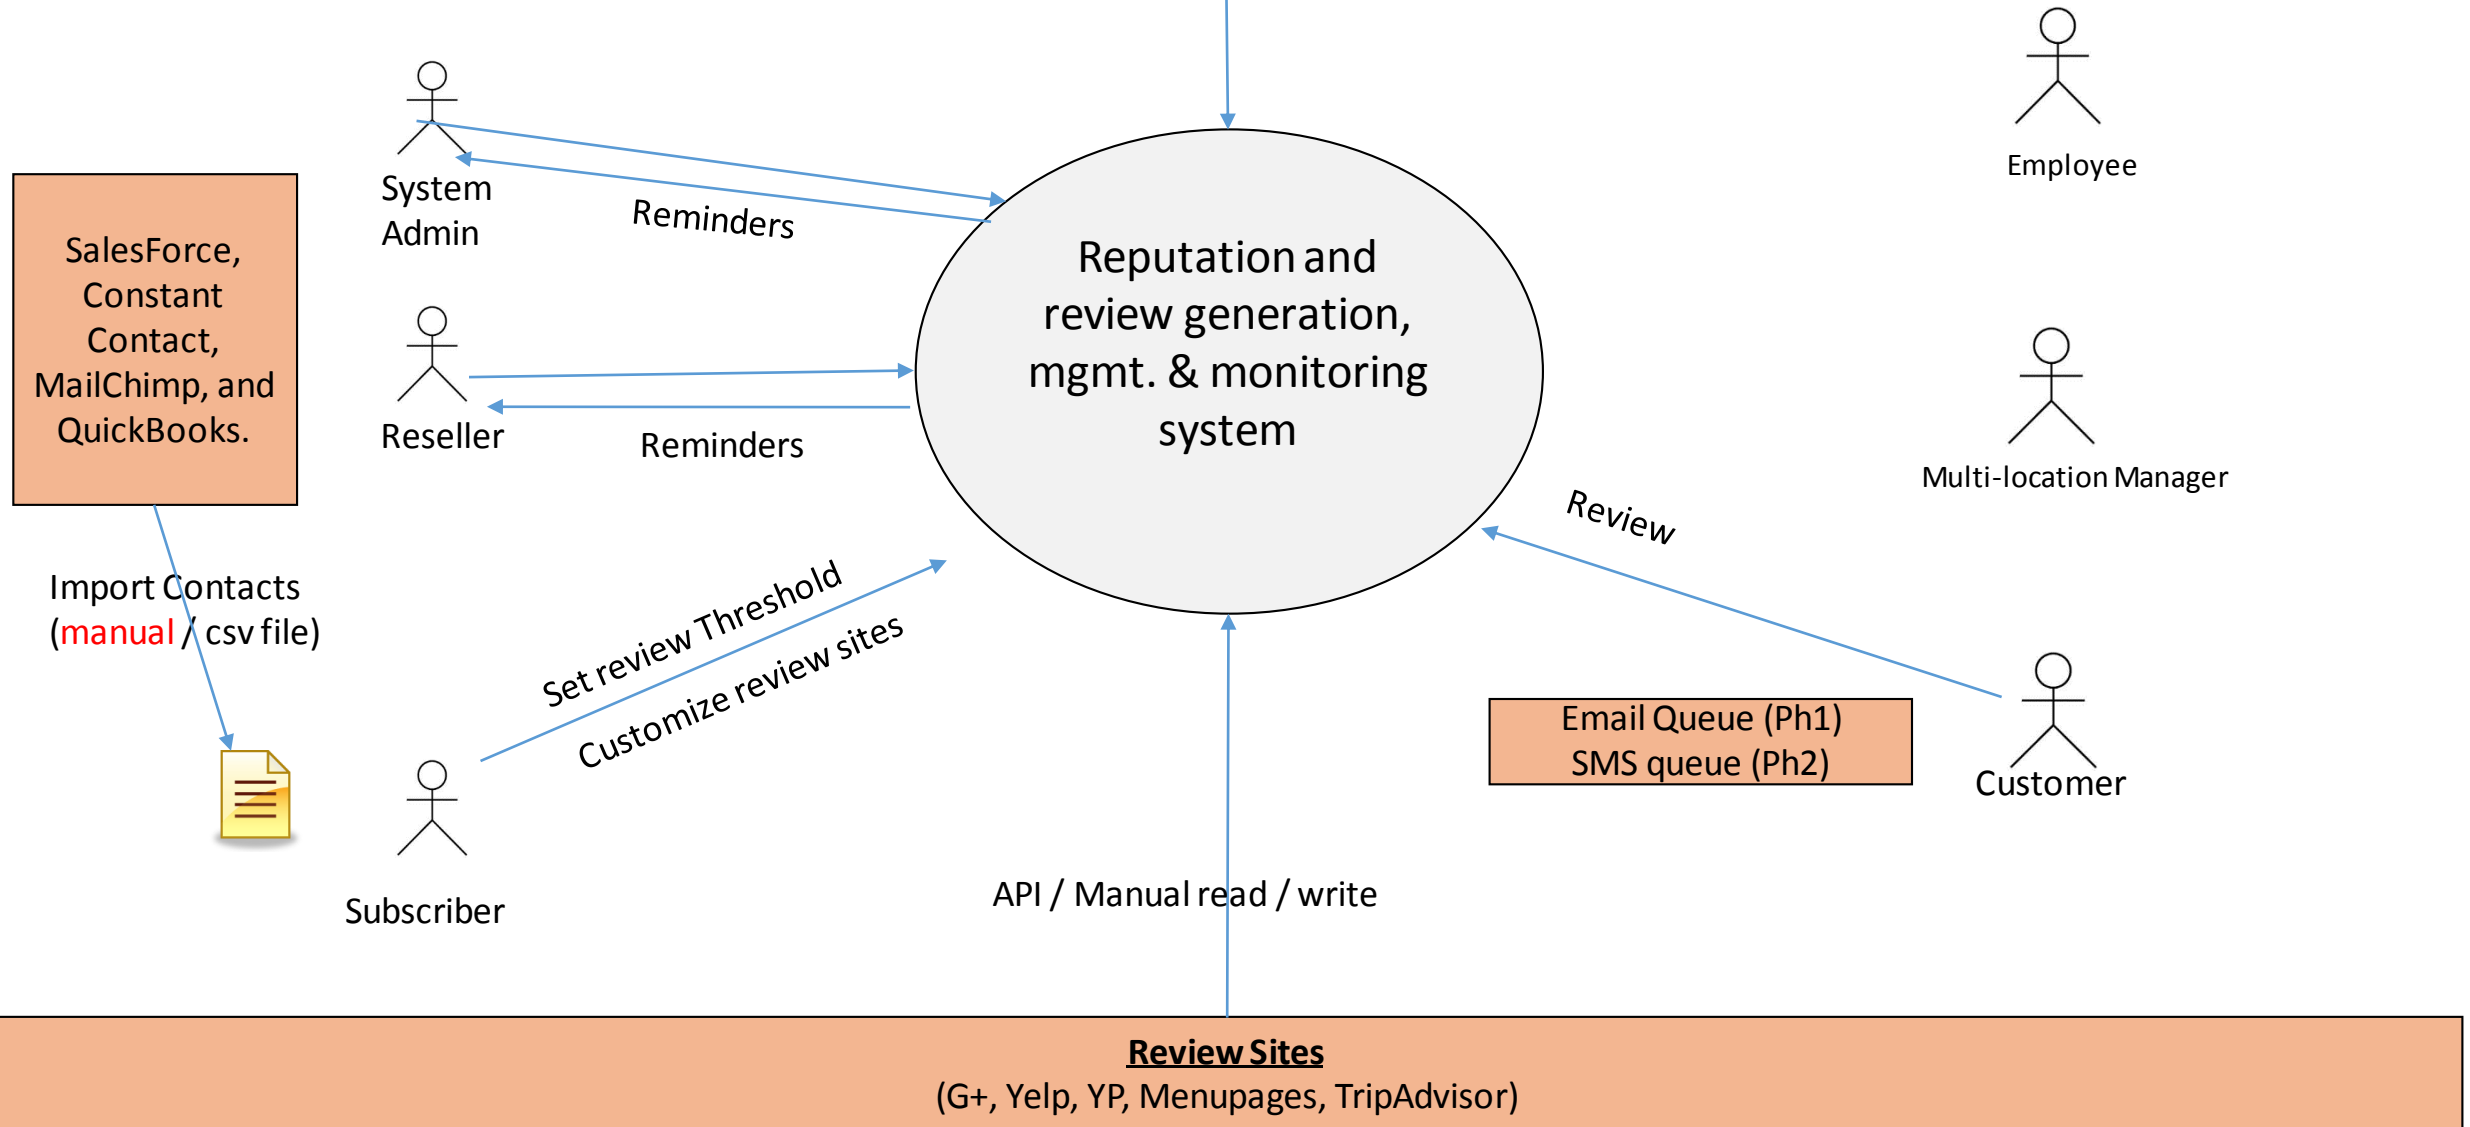 Employee
System
Admin
Reminders
SalesForce,
Constant
Contact,
MailChimp, and
QuickBooks.
Reputation and
review generation,
mgmt. & monitoring
system
Reseller
Reminders
Multi-location Manager
Review
Import Contacts
(manual / csv file)
Set review Threshold
Customize review sites
Email Queue (Ph1)
SMS queue (Ph2)
Customer
Subscriber
API / Manual read / write
Review Sites
(G+, Yelp, YP, Menupages, TripAdvisor)